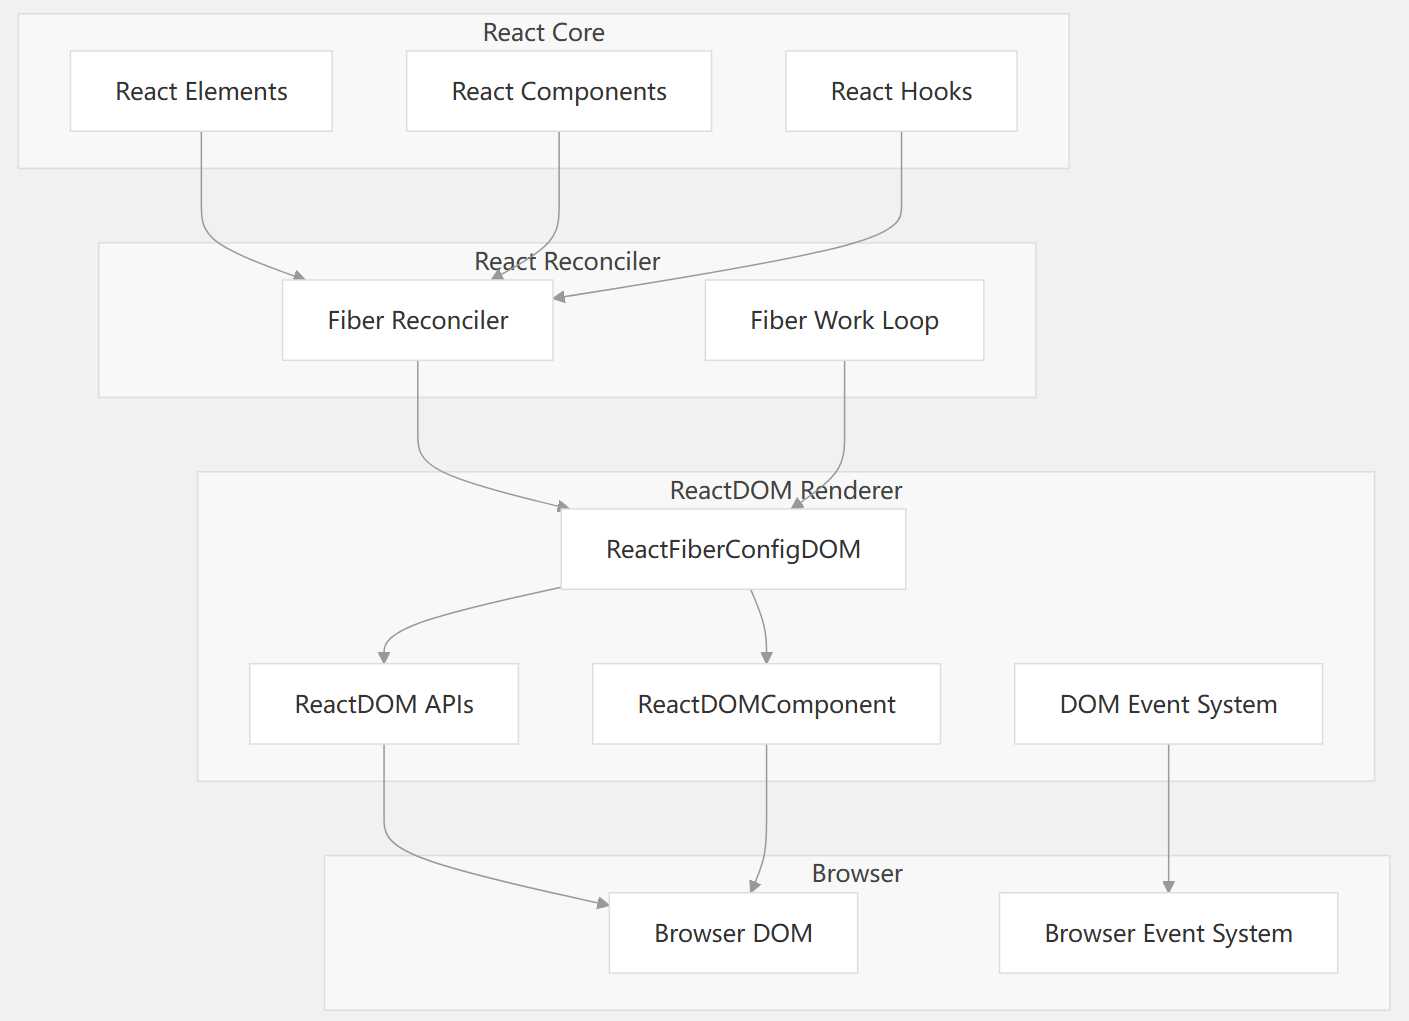 React Core
React Elements
React Components
React Hooks
React Reconciler
Fiber Reconciler
Fiber Work Loop
ReactDOM Renderer
ReactFiberConfigDOM
ReactDOM APIs
ReactDOMComponent
DOM Event System
Browser
Browser DOM
Browser Event System